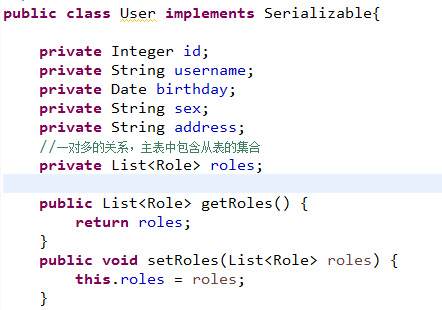 public class User implements Serializable{
private Integer id;
private String username;
private Date birthday;
private String sex;
private String address;
//一对多的关系，主表中包含从表的集合
private List<Role> roles;
public List<Role> getRoles() {
return roles;
}
public void setRoles(List<Role> roles) {
this.roles = roles;
}